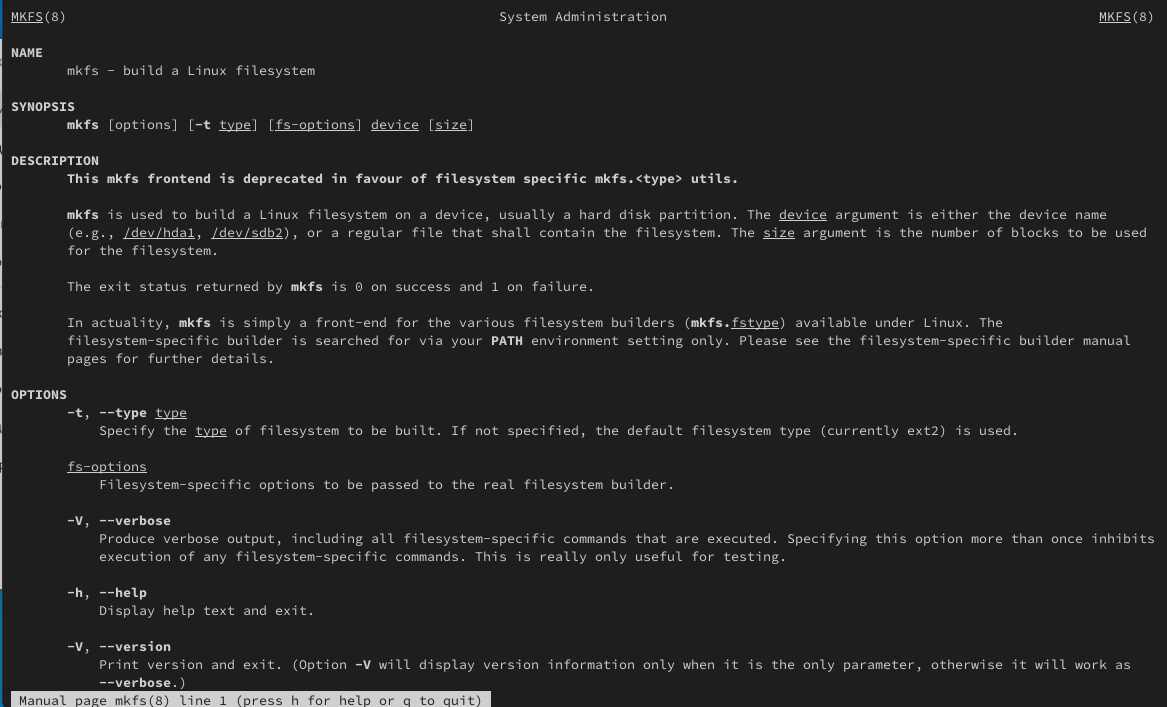 MKFS(8) System Administration MKFS(8)
NAME
mkfs - build a Linux filesystem
SYNOPSIS
mkfs [options] [-t type] [fs-options] device [size]
DESCRIPTION
This mkfs frontend is deprecated in favour of filesystem specific mkfs.<type> utils.
mkfs is used to build a Linux filesystem on a device, usually a hard disk partition. The device argument is either the device name
(e.g., /dev/hda1, /dev/sdb2), or a regular file that shall contain the filesystem. The size argument is the number of blocks to be used
for the filesystem.
The exit status returned by mkfs is 0 on success and 1 on failure.
In actuality, mkfs is simply a front-end for the various filesystem builders (mkfs.fstype) available under Linux. The
filesystem-specific builder is searched for via your PATH environment setting only. Please see the filesystem-specific builder manual
pages for further details.
OPTIONS
-t, --type type
Specify the type of filesystem to be built. If not specified, the default filesystem type (currently ext2) is used.
fs-options
Filesystem-specific options to be passed to the real filesystem builder.
-V, --verbose
Produce verbose output, including all filesystem-specific commands that are executed. Specifying this option more than once inhibits
execution of any filesystem-specific commands. This is really only useful for testing.
-h, --help
Display help text and exit.
-V, --version
Print version and exit. (Option -V will display version information only when it is the only parameter, otherwise it will work as
--verbose.)
Manual page mkfs(8) line 1 (press h for help or q to quit)